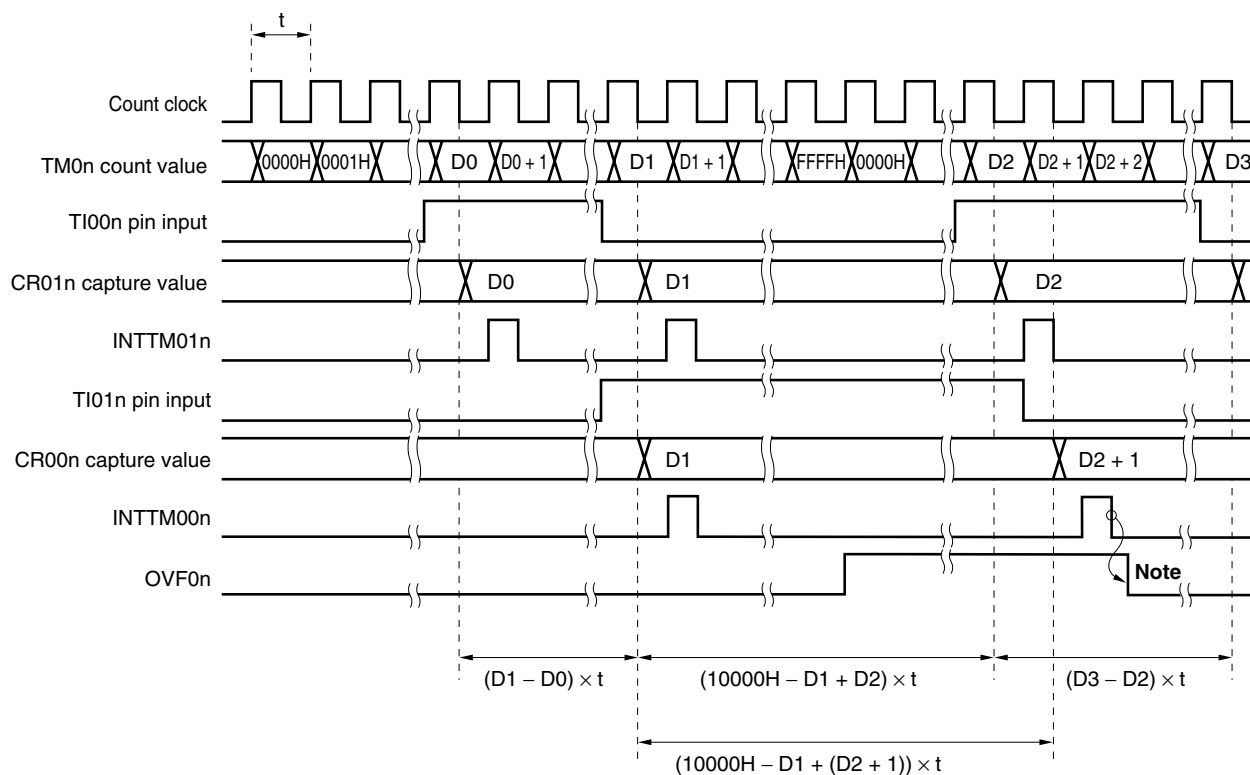 t
Count clock
TM0n count value 0000H 0001H D0 D0 + 1 D1 D1 + 1 FFFFH 0000H D2 D2 + 1 D2 + 2 D3
TI00n pin input
CR01n capture value D0 D1 D2
INTTM01n
TI01n pin input
CR00n capture value D1 D2 + 1
INTTM00n
OVF0n Note
(D1 – D0) × t (10000H – D1 + D2) × t (D3 – D2) × t
(10000H – D1 + (D2 + 1)) × t